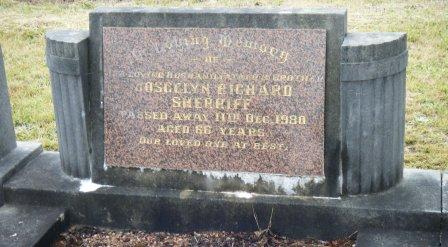 In Loving Memory
OF
A LOVING HUSBAND, FATHER & BROTHER
JOSCELYN RICHARD
SHERRIFF
PASSED AWAY 11TH DEC. 1980
AGED 66 YEARS.
OUR LOVED ONE AT REST.